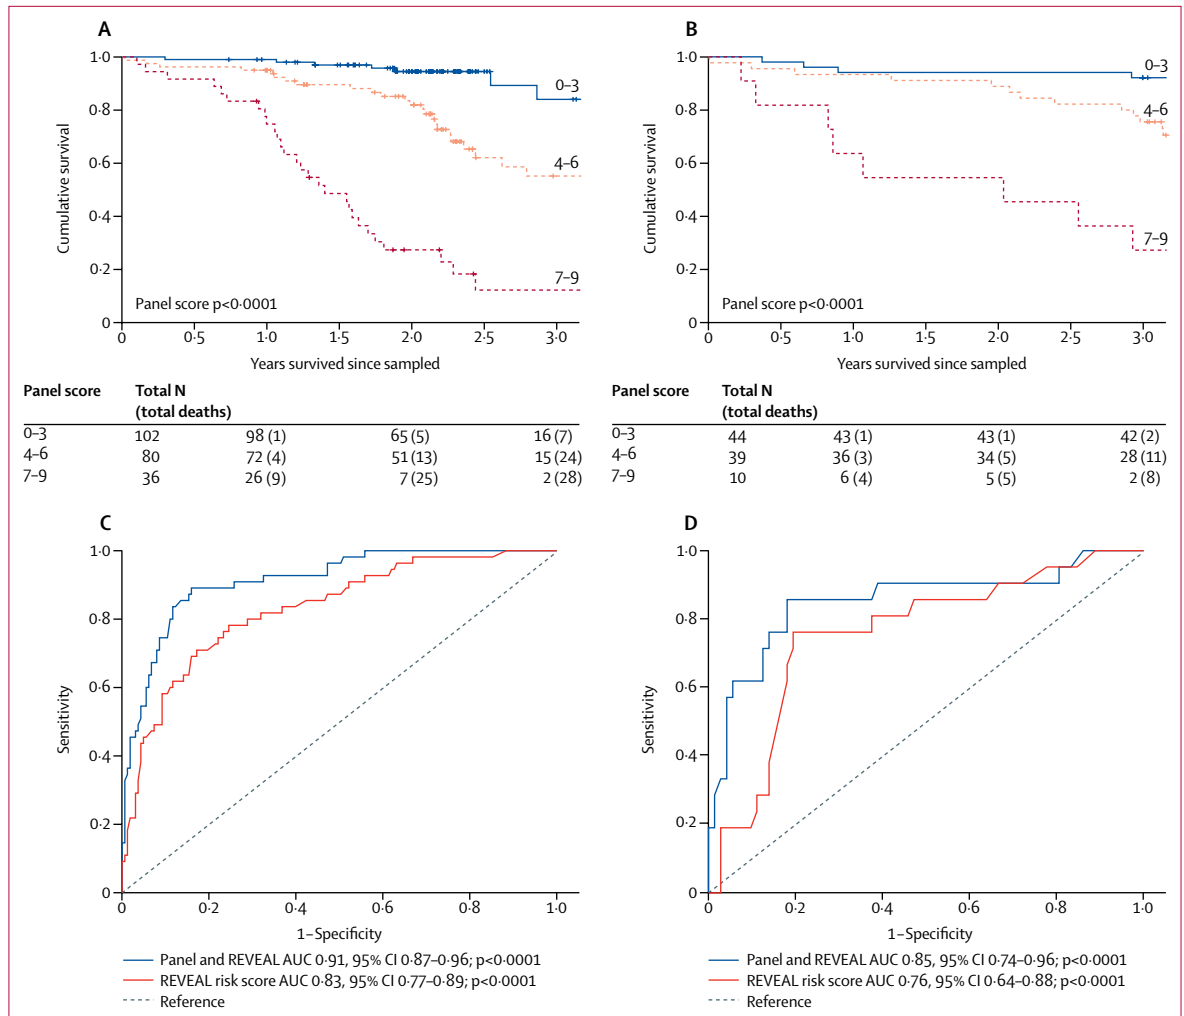 A
B
1·0
0·8
0·6
0·4
0·2
0
Cumulative survival
0–3
4–6
7–9
Panel score p<0·0001
0
0·5
1·0
1·5
2·0
2·5
3·0
Years survived since sampled
1·0
0·8
0·6
0·4
0·2
0
Cumulative survival
0–3
4–6
7–9
Panel score p<0·0001
0
0·5
1·0
1·5
2·0
2·5
3·0
Years survived since sampled
Panel score Total N
(total deaths)
0–3 102 98 (1) 65 (5) 16 (7)
4–6 80 72 (4) 51 (13) 15 (24)
7–9 36 26 (9) 7 (25) 2 (28)
Panel score Total N
(total deaths)
0–3 44 43 (1) 43 (1) 42 (2)
4–6 39 36 (3) 34 (5) 28 (11)
7–9 10 6 (4) 5 (5) 2 (8)
C
D
1·0
0·8
0·6
0·4
0·2
0
Sensitivity
0
0·2
0·4
0·6
0·8
1·0
1–Specificity
Panel and REVEAL AUC 0·91, 95% CI 0·87–0·96; p<0·0001
REVEAL risk score AUC 0·83, 95% CI 0·77–0·89; p<0·0001
Reference
1·0
0·8
0·6
0·4
0·2
0
Sensitivity
0
0·2
0·4
0·6
0·8
1·0
1–Specificity
Panel and REVEAL AUC 0·85, 95% CI 0·74–0·96; p<0·0001
REVEAL risk score AUC 0·76, 95% CI 0·64–0·88; p<0·0001
Reference